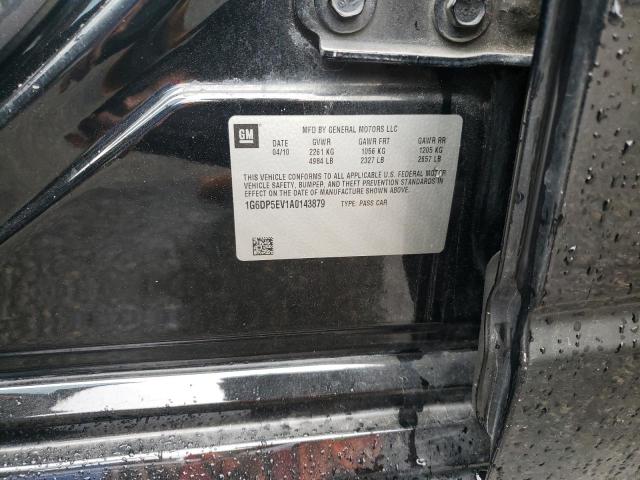 GM
MFD BY GENERAL MOTORS LLC
DATE GVWR GAWR FRT GAWR RR
04/10 2261 KG 1056 KG 1205 KG
4984 LB 2327 LB 2657 LB
THIS VEHICLE CONFORMS TO ALL APPLICABLE U.S. FEDERAL MOTOR
VEHICLE SAFETY, BUMPER, AND THEFT PREVENTION STANDARDS IN
EFFECT ON THE DATE OF MANUFACTURE SHOWN ABOVE.
1G6DP5EV1A0143879 TYPE: PASS CAR